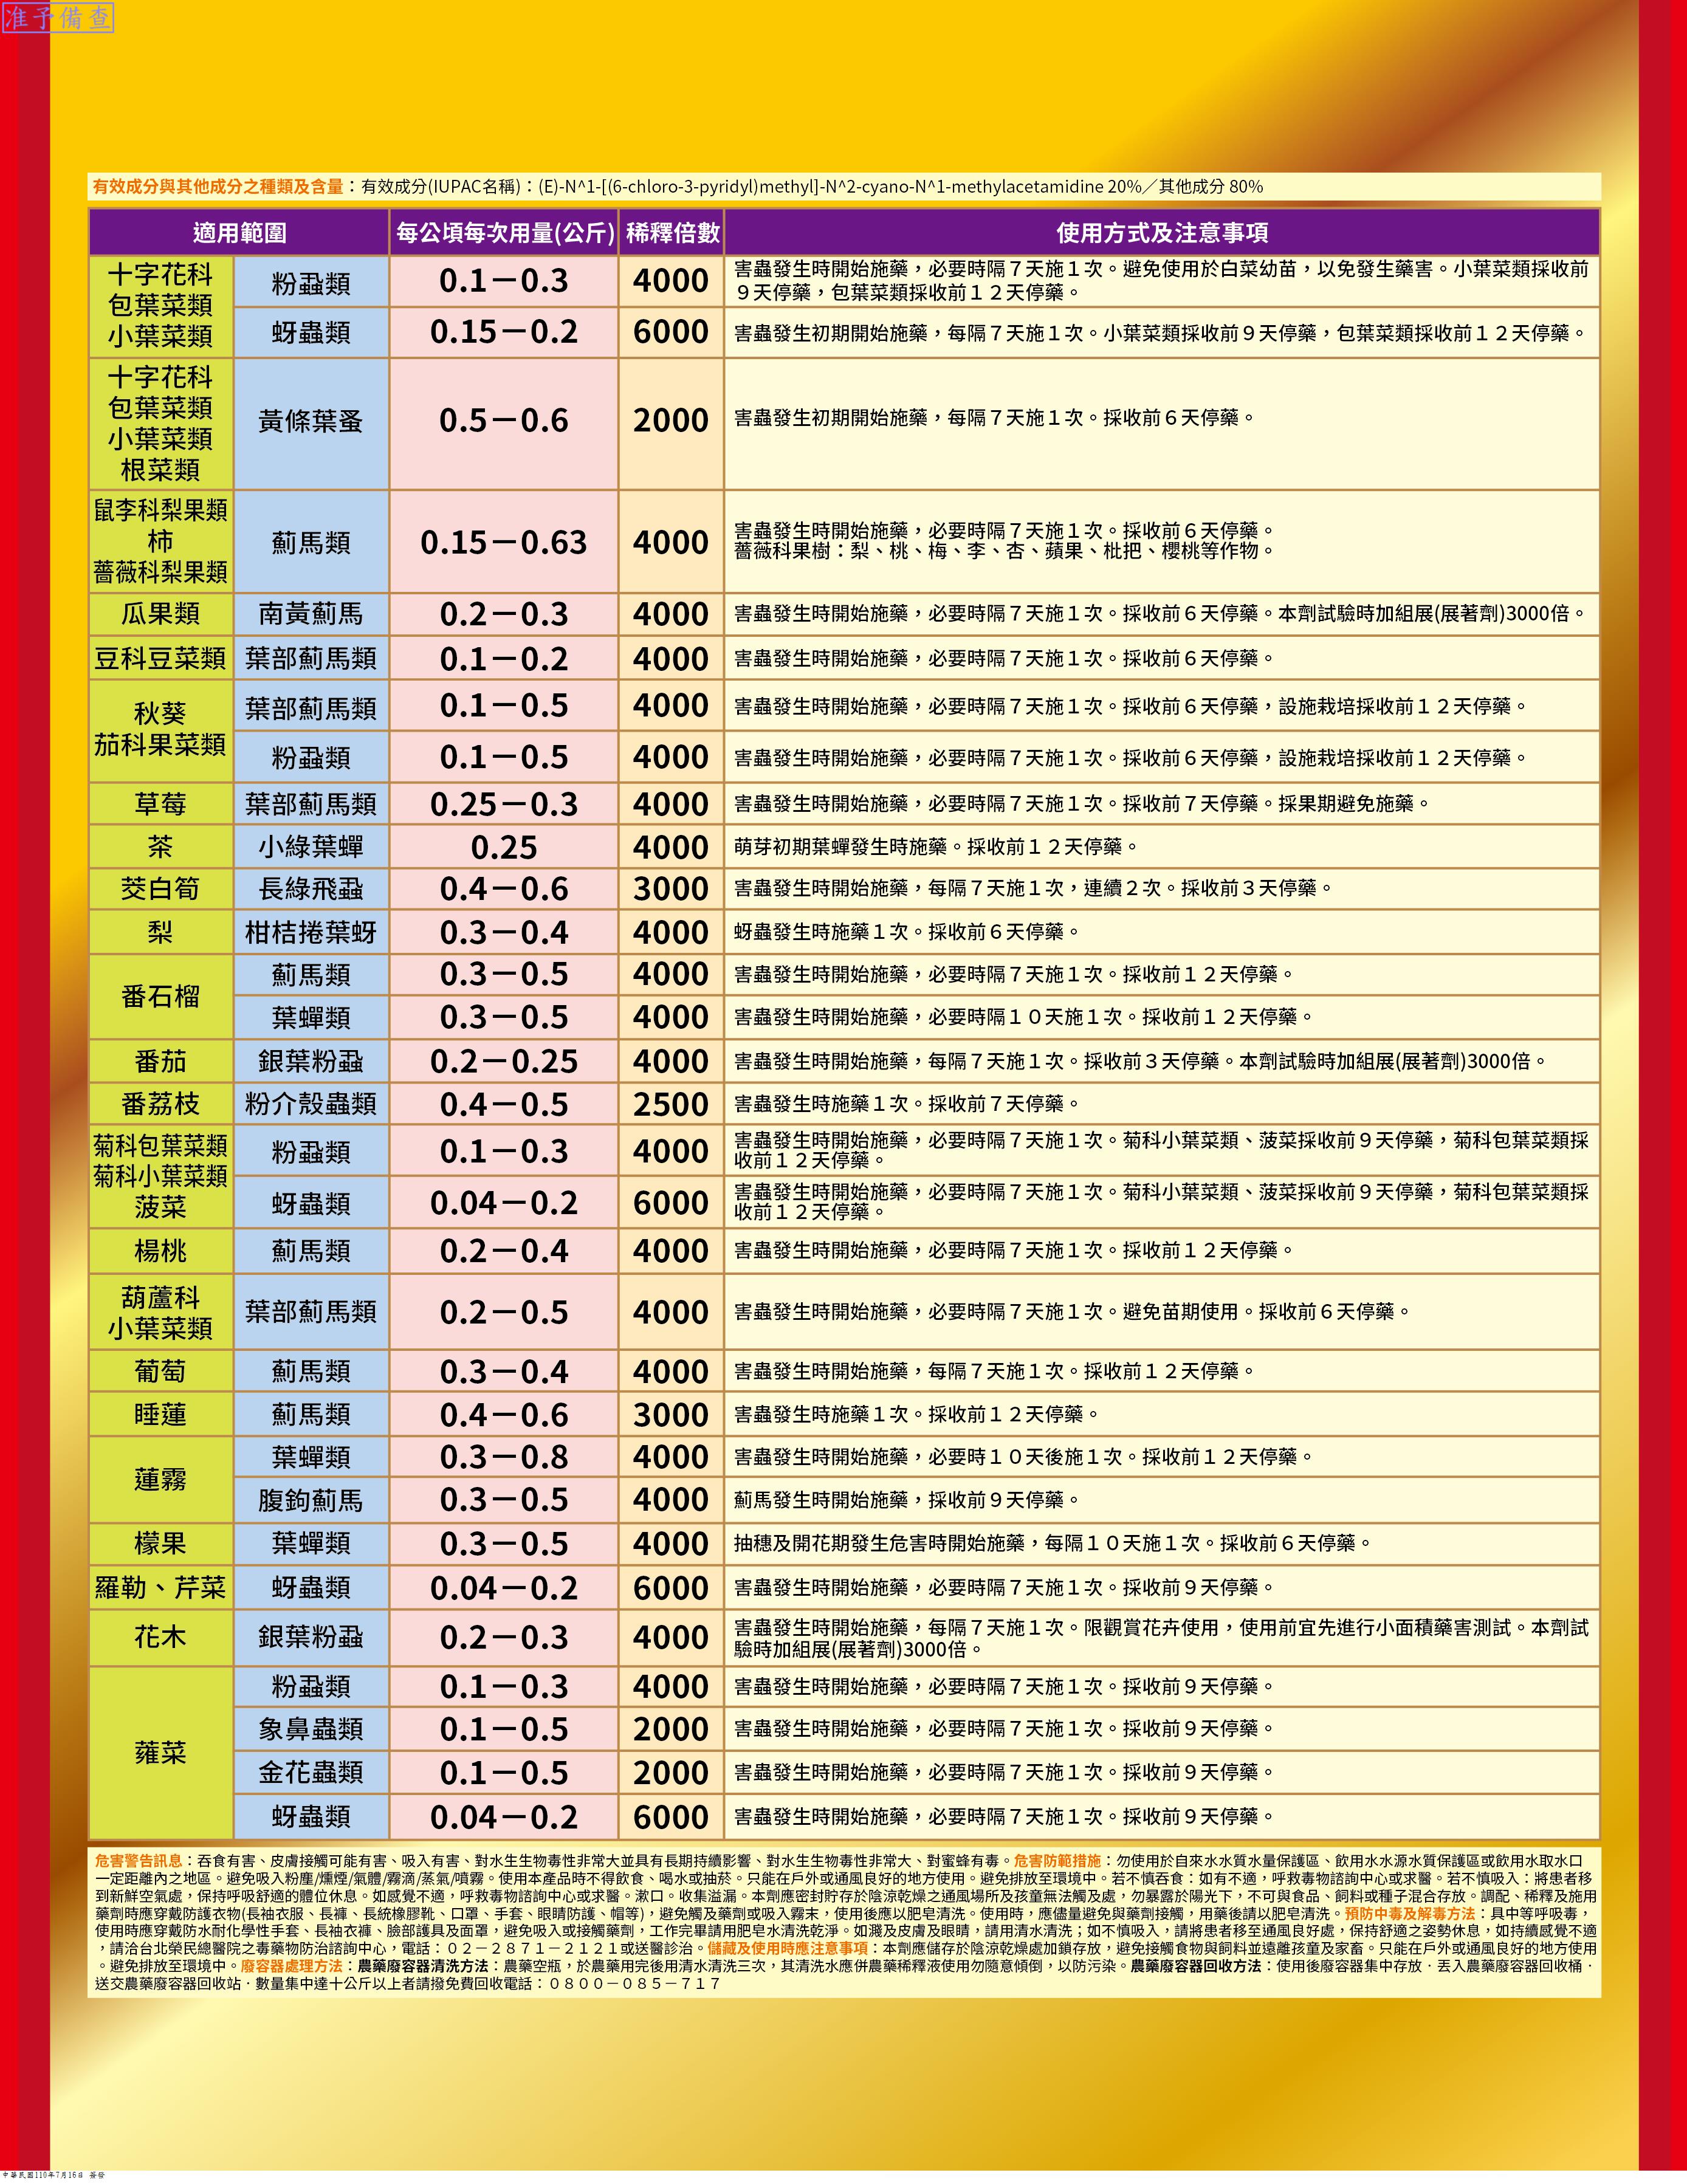 准予備查
有效成分與其他成分之種類及含量：有效成分(IUPAC名稱)：(E)-N^1-[(6-chloro-3-pyridyl)methyl]-N^2-cyano-N^1-methylacetamidine 20%／其他成分 80%
適用範圍 每公頃每次用量(公斤) 稀釋倍數 使用方式及注意事項
十字花科
包葉菜類
小葉菜類
粉蝨類 0.1－0.3 4000 害蟲發生時開始施藥，必要時隔７天施１次。避免使用於白菜幼苗，以免發生藥害。小葉菜類採收前
９天停藥，包葉菜類採收前１２天停藥。
蚜蟲類 0.15－0.2 6000 害蟲發生初期開始施藥，每隔７天施１次。小葉菜類採收前９天停藥，包葉菜類採收前１２天停藥。
十字花科
包葉菜類
小葉菜類
根菜類
黃條葉蚤 0.5－0.6 2000 害蟲發生初期開始施藥，每隔７天施１次。採收前６天停藥。
鼠李科梨果類
柿
薔薇科梨果類
薊馬類 0.15－0.63 4000 害蟲發生時開始施藥，必要時隔７天施１次。採收前６天停藥。
薔薇科果樹：梨、桃、梅、李、杏、蘋果、枇杷、櫻桃等作物。
瓜果類 南黃薊馬 0.2－0.3 4000 害蟲發生時開始施藥，必要時隔７天施１次。採收前６天停藥。本劑試驗時加組展(展著劑)3000倍。
豆科豆菜類 葉部薊馬類 0.1－0.2 4000 害蟲發生時開始施藥，必要時隔７天施１次。採收前６天停藥。
秋葵
茄科果菜類
葉部薊馬類 0.1－0.5 4000 害蟲發生時開始施藥，必要時隔７天施１次。採收前６天停藥，設施栽培採收前１２天停藥。
粉蝨類 0.1－0.5 4000 害蟲發生時開始施藥，必要時隔７天施１次。採收前６天停藥，設施栽培採收前１２天停藥。
草莓 葉部薊馬類 0.25－0.3 4000 害蟲發生時開始施藥，必要時隔７天施１次。採收前７天停藥。採果期避免施藥。
茶 小綠葉蟬 0.25 4000 萌芽初期葉蟬發生時施藥。採收前１２天停藥。
茭白筍 長綠飛蝨 0.4－0.6 3000 害蟲發生時開始施藥，每隔７天施１次，連續２次。採收前３天停藥。
梨 柑桔捲葉蚜 0.3－0.4 4000 蚜蟲發生時施藥１次。採收前６天停藥。
番石榴
薊馬類 0.3－0.5 4000 害蟲發生時開始施藥，必要時隔７天施１次。採收前１２天停藥。
葉蟬類 0.3－0.5 4000 害蟲發生時開始施藥，必要時隔１０天施１次。採收前１２天停藥。
番茄 銀葉粉蝨 0.2－0.25 4000 害蟲發生時開始施藥，每隔７天施１次。採收前３天停藥。本劑試驗時加組展(展著劑)3000倍。
番荔枝 粉介殼蟲類 0.4－0.5 2500 害蟲發生時施藥１次。採收前７天停藥。
菊科包葉菜類
菊科小葉菜類
菠菜
粉蝨類 0.1－0.3 4000 害蟲發生時開始施藥，必要時隔７天施１次。菊科小葉菜類、菠菜採收前９天停藥，菊科包葉菜類採
收前１２天停藥。
蚜蟲類 0.04－0.2 6000 害蟲發生時開始施藥，必要時隔７天施１次。菊科小葉菜類、菠菜採收前９天停藥，菊科包葉菜類採
收前１２天停藥。
楊桃 薊馬類 0.2－0.4 4000 害蟲發生時開始施藥，必要時隔７天施１次。採收前１２天停藥。
葫蘆科
小葉菜類
葉部薊馬類 0.2－0.5 4000 害蟲發生時開始施藥，必要時隔７天施１次。避免苗期使用。採收前６天停藥。
葡萄 薊馬類 0.3－0.4 4000 害蟲發生時開始施藥，每隔７天施１次。採收前１２天停藥。
睡蓮 薊馬類 0.4－0.6 3000 害蟲發生時施藥１次。採收前１２天停藥。
蓮霧
葉蟬類 0.3－0.8 4000 害蟲發生時開始施藥，必要時１０天後施１次。採收前１２天停藥。
腹鉤薊馬 0.3－0.5 4000 薊馬發生時開始施藥，採收前９天停藥。
檬果 葉蟬類 0.3－0.5 4000 抽穗及開花期發生危害時開始施藥，每隔１０天施１次。採收前６天停藥。
羅勒、芹菜 蚜蟲類 0.04－0.2 6000 害蟲發生時開始施藥，必要時隔７天施１次。採收前９天停藥。
花木 銀葉粉蝨 0.2－0.3 4000 害蟲發生時開始施藥，每隔７天施１次。限觀賞花卉使用，使用前宜先進行小面積藥害測試。本劑試
驗時加組展(展著劑)3000倍。
蕹菜
粉蝨類 0.1－0.3 4000 害蟲發生時開始施藥，必要時隔７天施１次。採收前９天停藥。
象鼻蟲類 0.1－0.5 2000 害蟲發生時開始施藥，必要時隔７天施１次。採收前９天停藥。
金花蟲類 0.1－0.5 2000 害蟲發生時開始施藥，必要時隔７天施１次。採收前９天停藥。
蚜蟲類 0.04－0.2 6000 害蟲發生時開始施藥，必要時隔７天施１次。採收前９天停藥。
危害警告訊息：吞食有害、皮膚接觸可能有害、吸入有害、對水生生物毒性非常大並具有長期持續影響、對水生生物毒性非常大、對蜜蜂有毒。危害防範措施：勿使用於自來水水質水量保護區、飲用水水源水質保護區或飲用水取水口
一定距離內之地區。避免吸入粉塵/燻煙/氣體/霧滴/蒸氣/噴霧。使用本產品時不得飲食、喝水或抽菸。只能在戶外或通風良好的地方使用。避免排放至環境中。若不慎吞食：如有不適，呼救毒物諮詢中心或求醫。若不慎吸入：將患者移
到新鮮空氣處，保持呼吸舒適的體位休息。如感覺不適，呼救毒物諮詢中心或求醫。漱口。收集溢漏。本劑應密封貯存於陰涼乾燥之通風場所及孩童無法觸及處，勿暴露於陽光下，不可與食品、飼料或種子混合存放。調配、稀釋及施用
藥劑時應穿戴防護衣物(長袖衣服、長褲、長統橡膠靴、口罩、手套、眼睛防護、帽等)，避免觸及藥劑或吸入霧末，使用後應以肥皂清洗。使用時，應儘量避免與藥劑接觸，用藥後請以肥皂清洗。預防中毒及解毒方法：具中等呼吸毒，
使用時應穿戴防水耐化學性手套、長袖衣褲、臉部護具及面罩，避免吸入或接觸藥劑，工作完畢請用肥皂水清洗乾淨。如濺及皮膚及眼睛，請用清水清洗；如不慎吸入，請將患者移至通風良好處，保持舒適之姿勢休息，如持續感覺不適
，請洽台北榮民總醫院之毒藥物防治諮詢中心，電話：０２－２８７１－２１２１或送醫診治。儲藏及使用時應注意事項：本劑應儲存於陰涼乾燥處加鎖存放，避免接觸食物與飼料並遠離孩童及家畜。只能在戶外或通風良好的地方使用
。避免排放至環境中。廢容器處理方法：農藥廢容器清洗方法：農藥空瓶，於農藥用完後用清水清洗三次，其清洗水應併農藥稀釋液使用勿隨意傾倒，以防污染。農藥廢容器回收方法：使用後廢容器集中存放．丟入農藥廢容器回收桶．
送交農藥廢容器回收站．數量集中達十公斤以上者請撥免費回收電話：０８００－０８５－７１７
中華民國110年7月16日 簽發